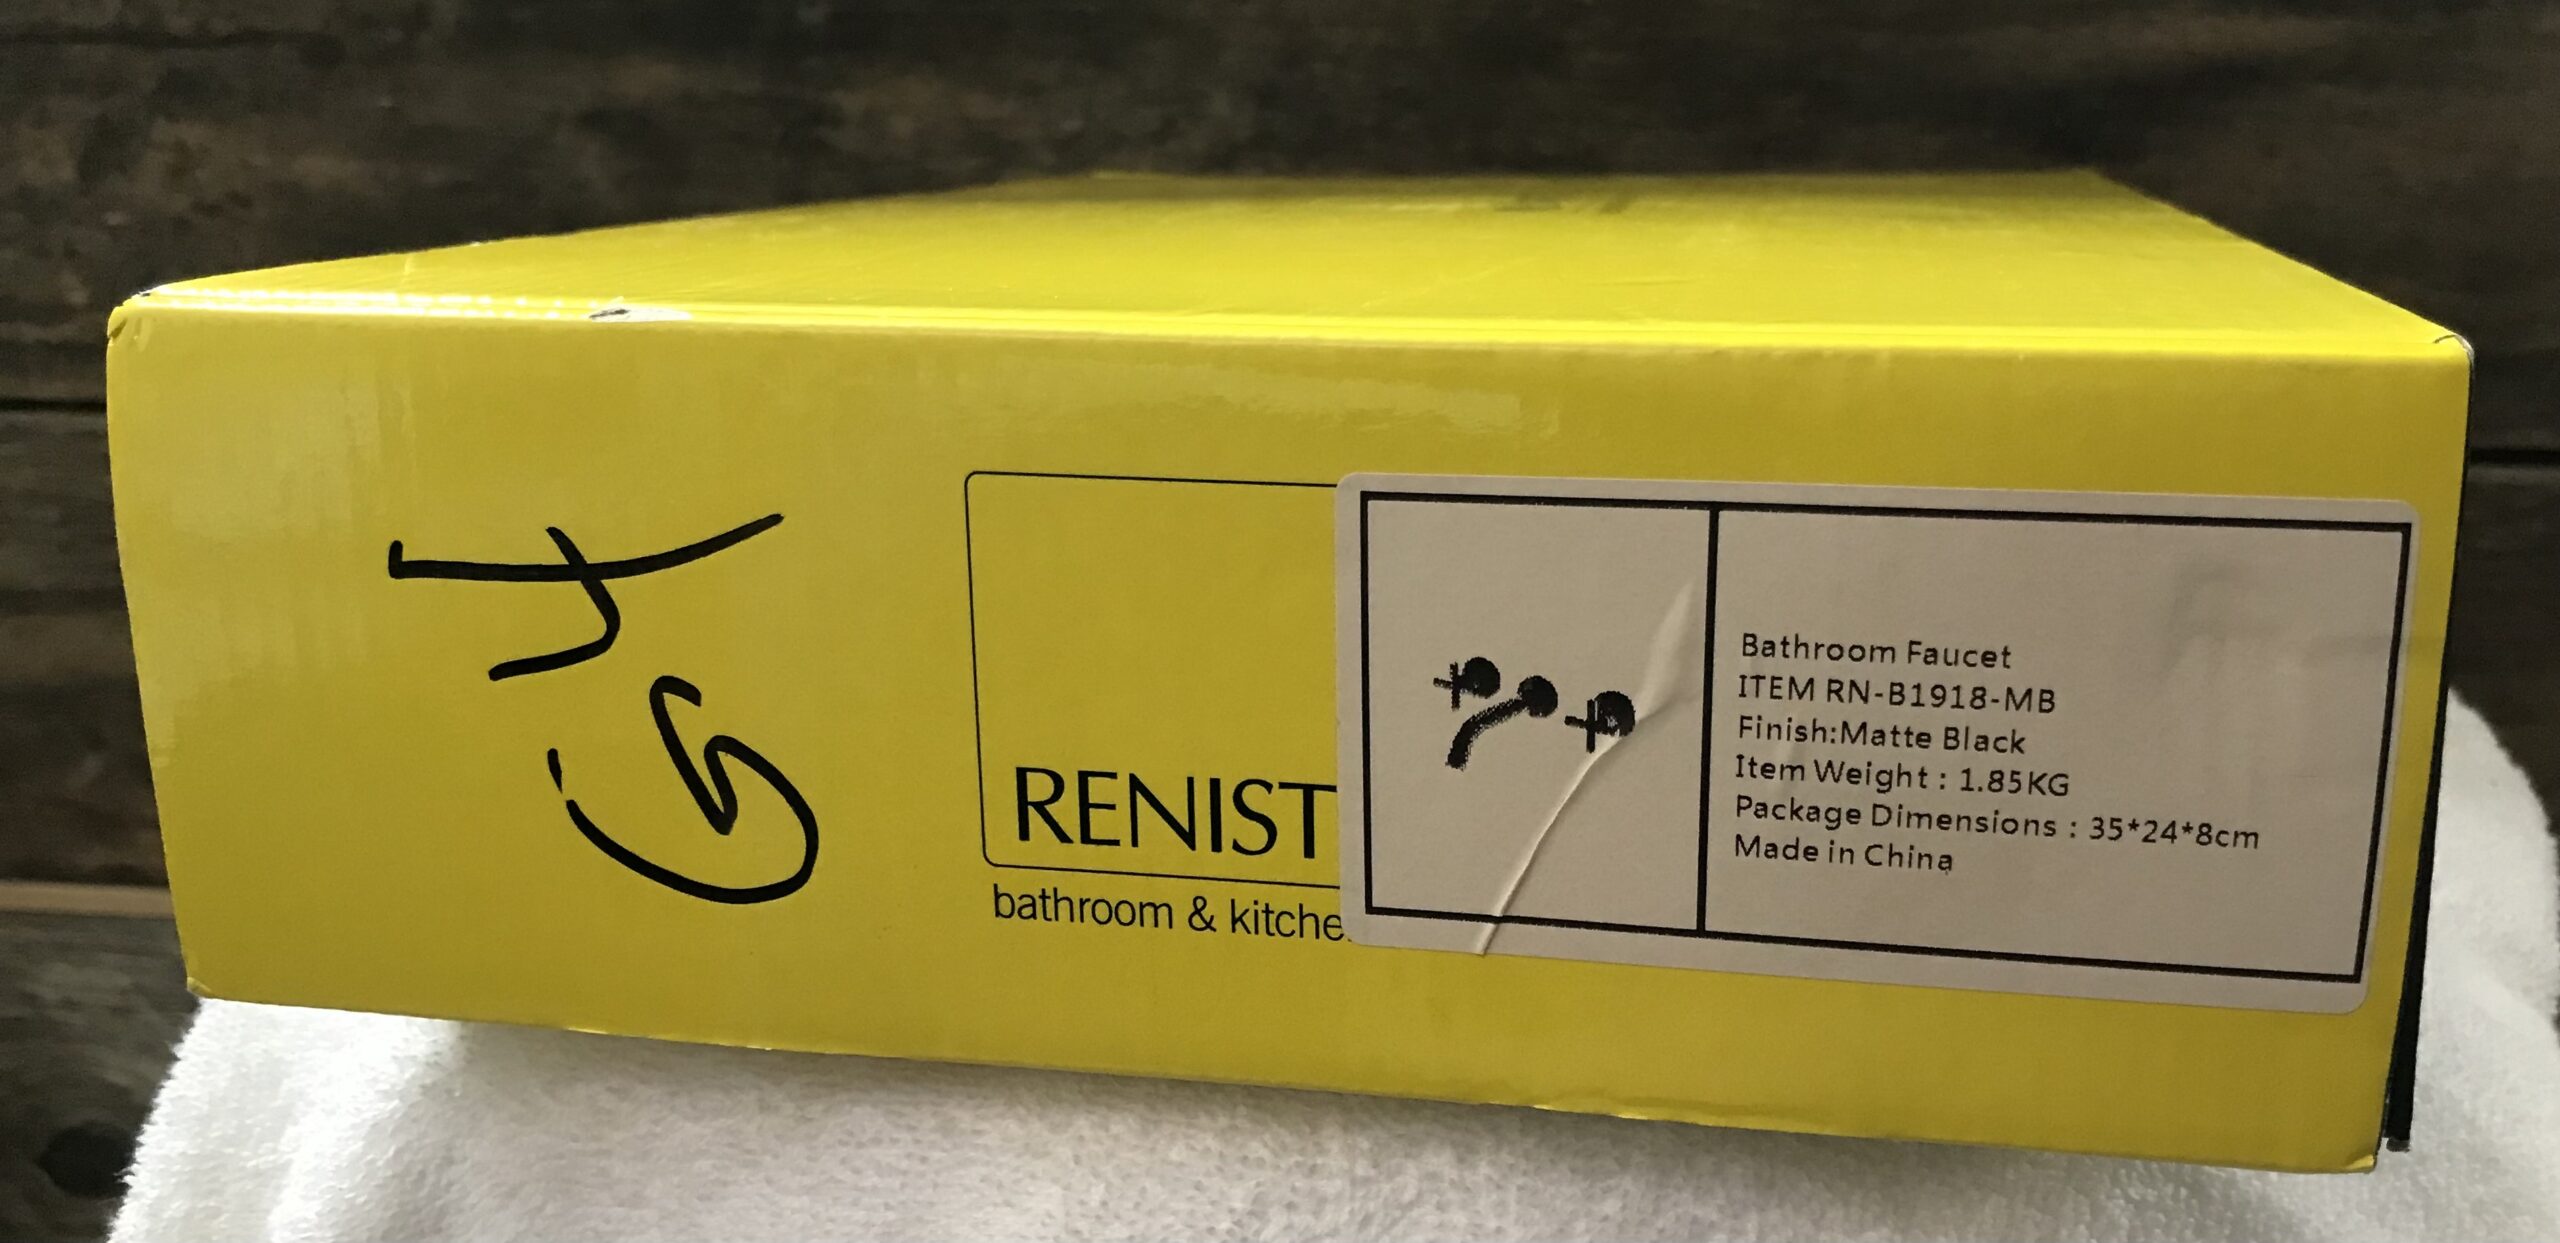 RENIST
bathroom & kitche
Bathroom Faucet
ITEM RN-B1918-MB
Finish:Matte Black
Item Weight : 1.85KG
Package Dimensions : 35*24*8cm
Made in China